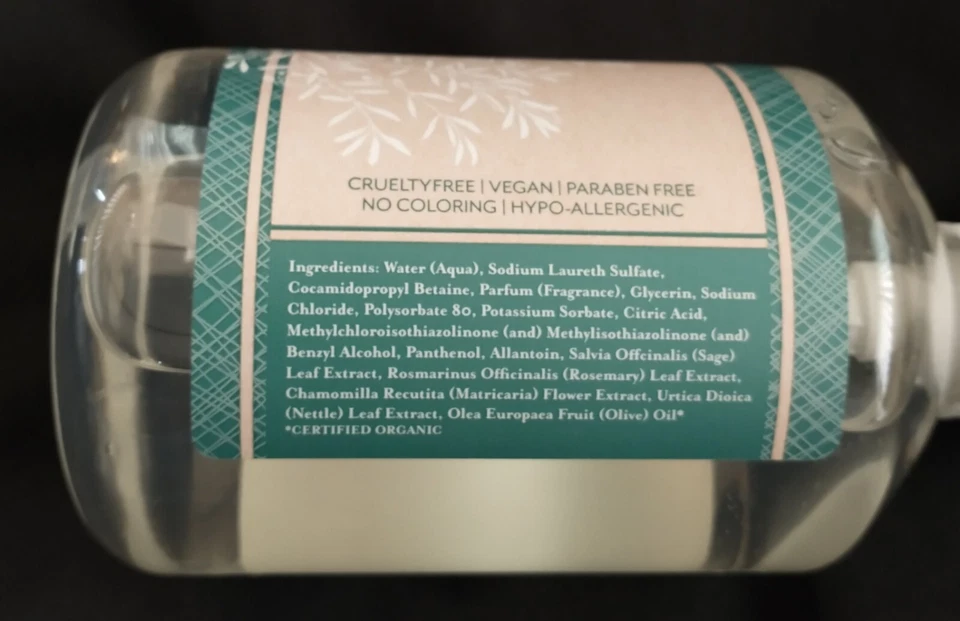 CRUELTYFREE | VEGAN | PARABEN FREE
NO COLORING | HYPO-ALLERGENIC
Ingredients: Water (Aqua), Sodium Laureth Sulfate,
Cocamidopropyl Betaine, Parfum (Fragrance), Glycerin, Sodium
Chloride, Polysorbate 80, Potassium Sorbate, Citric Acid,
Methylchloroisothiazolinone (and) Methylisothiazolinone (and)
Benzyl Alcohol, Panthenol, Allantoin, Salvia Offcinalis (Sage)
Leaf Extract, Rosmarinus Officinalis (Rosemary) Leaf Extract,
Chamomilla Recutita (Matricaria) Flower Extract, Urtica Dioica
(Nettle) Leaf Extract, Olea Europaea Fruit (Olive) Oil*
*CERTIFIED ORGANIC